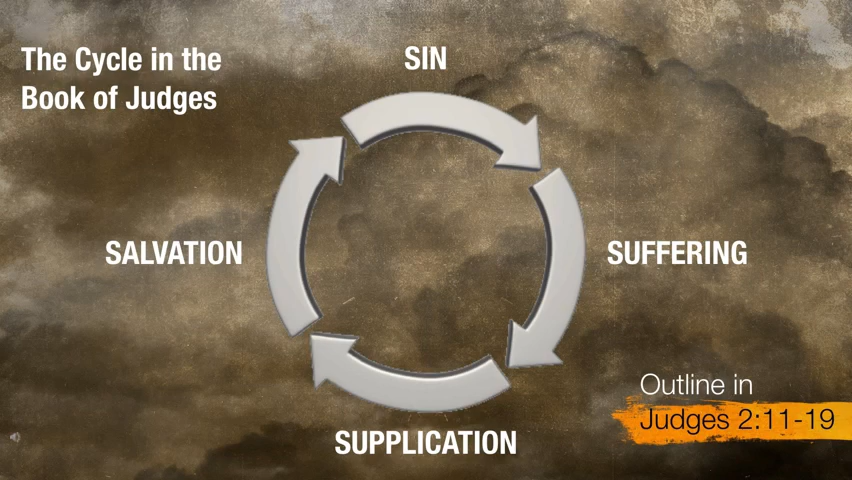 The Cycle in the
Book of Judges
SIN
SALVATION
SUFFERING
SUPPLICATION
Outline in
Judges 2:11-19